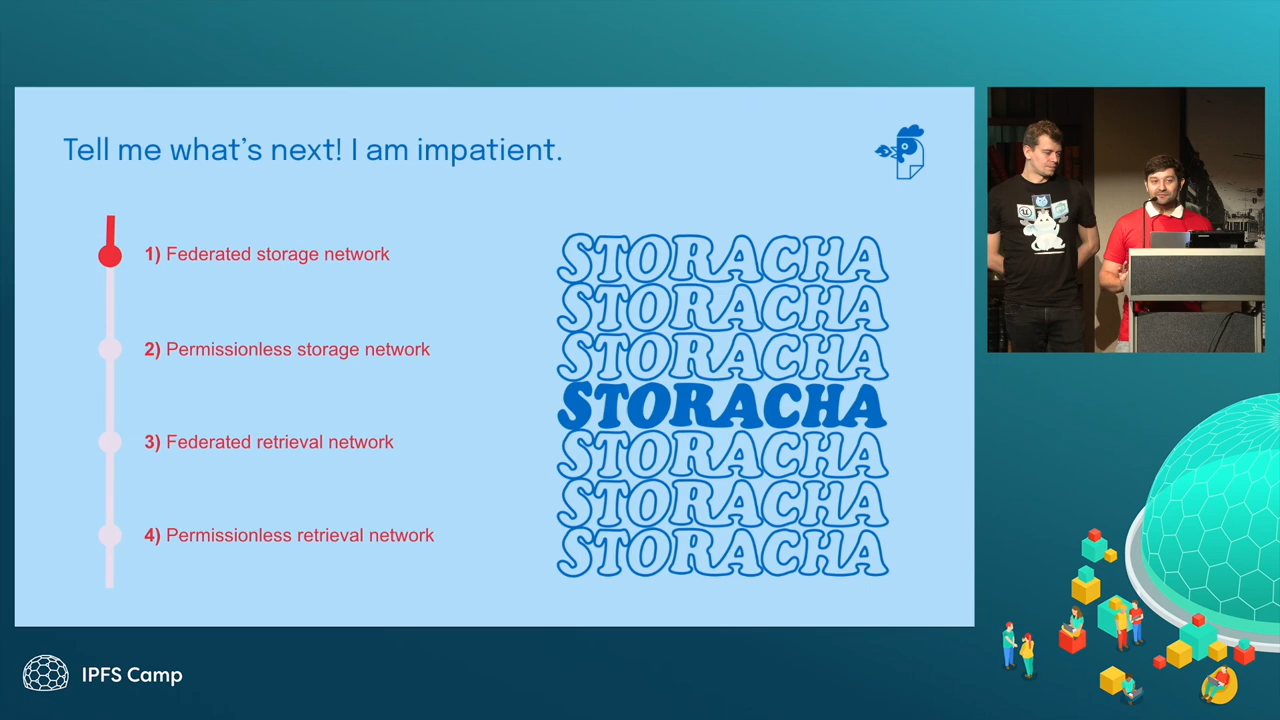 Tell me what's next! I am impatient.
1) Federated storage network
2) Permissionless storage network
3) Federated retrieval network
4) Permissionless retrieval network
STORACHA
STORACHA
STORACHA
STORACHA
STORACHA
STORACHA
STORACHA
IPFS Camp